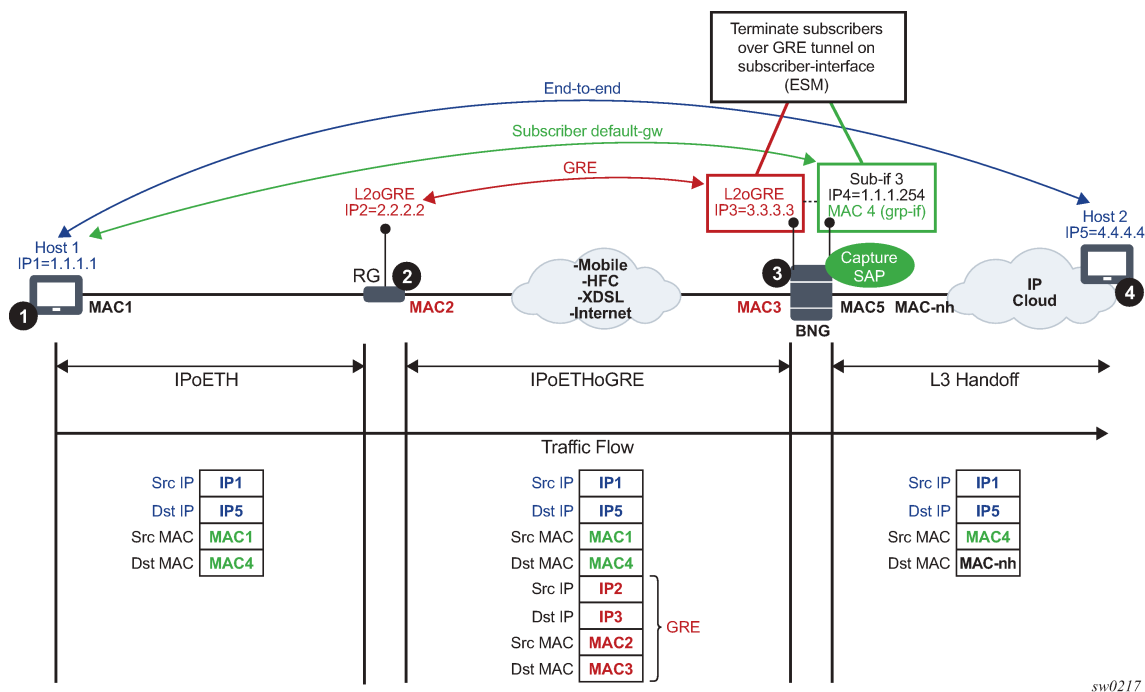 Terminate subscribers
over GRE tunnel on
subscriber-interface
(ESM)
End-to-end
Subscriber default-gw
GRE
L2oGRE
IP2=2.2.2.2
L2oGRE
IP3=3.3.3.3
Sub-if 3
IP4=1.1.1.254
MAC 4 (grp-if)
Host 1
IP1=1.1.1.1
Host 2
IP5=4.4.4.4
1
MAC1
RG
2
MAC2
-Mobile
-HFC
-XDSL
-Internet
MAC3
3
BNG
Capture
SAP
MAC5
MAC-nh
IP
Cloud
4
IPoETH
IPoETHoGRE
L3 Handoff
Traffic Flow
Src IP IP1
Dst IP IP5
Src MAC MAC1
Dst MAC MAC4
Src IP IP1
Dst IP IP5
Src MAC MAC1
Dst MAC MAC4
Src IP IP2
Dst IP IP3
Src MAC MAC2
Dst MAC MAC3
GRE
Src IP IP1
Dst IP IP5
Src MAC MAC4
Dst MAC MAC-nh
sw0217